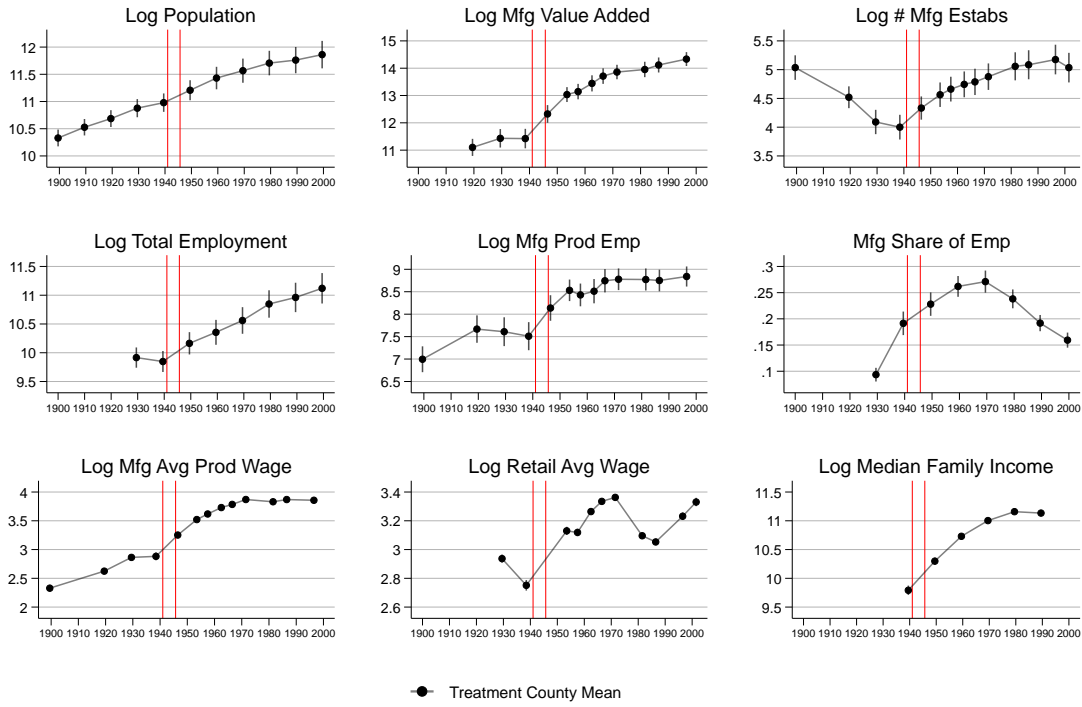 Log Population
12
11.5
11
10.5
10
1900 1910 1920 1930 1940 1950 1960 1970 1980 1990 2000
Log Mfg Value Added
15
14
13
12
11
1900 1910 1920 1930 1940 1950 1960 1970 1980 1990 2000
Log # Mfg Estabs
5.5
5
4.5
4
3.5
1900 1910 1920 1930 1940 1950 1960 1970 1980 1990 2000
Log Total Employment
11.5
11
10.5
10
9.5
1900 1910 1920 1930 1940 1950 1960 1970 1980 1990 2000
Log Mfg Prod Emp
9
8.5
8
7.5
7
6.5
1900 1910 1920 1930 1940 1950 1960 1970 1980 1990 2000
Mfg Share of Emp
.3
.25
.2
.15
.1
1900 1910 1920 1930 1940 1950 1960 1970 1980 1990 2000
Log Mfg Avg Prod Wage
4
3.5
3
2.5
2
1900 1910 1920 1930 1940 1950 1960 1970 1980 1990 2000
Log Retail Avg Wage
3.4
3.2
3
2.8
2.6
1900 1910 1920 1930 1940 1950 1960 1970 1980 1990 2000
Log Median Family Income
11.5
11
10.5
10
9.5
1900 1910 1920 1930 1940 1950 1960 1970 1980 1990 2000
Treatment County Mean